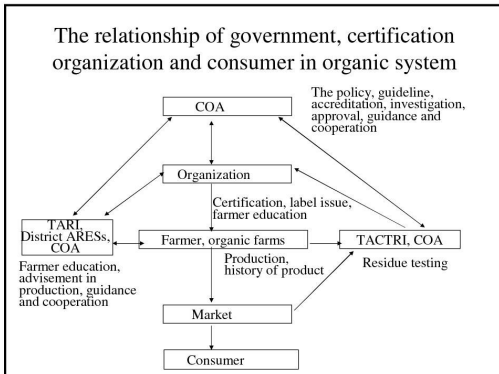 The relationship of government, certification
organization and consumer in organic system
The policy, guideline,
accreditation, investigation,
approval, guidance and
cooperation
COA
Organization
Certification, label issue,
farmer education
TARI,
District ARESs,
COA
Farmer, organic farms
TACTRI, COA
Farmer education,
advisement in
production, guidance
and cooperation
Production,
history of product
Residue testing
Market
Consumer